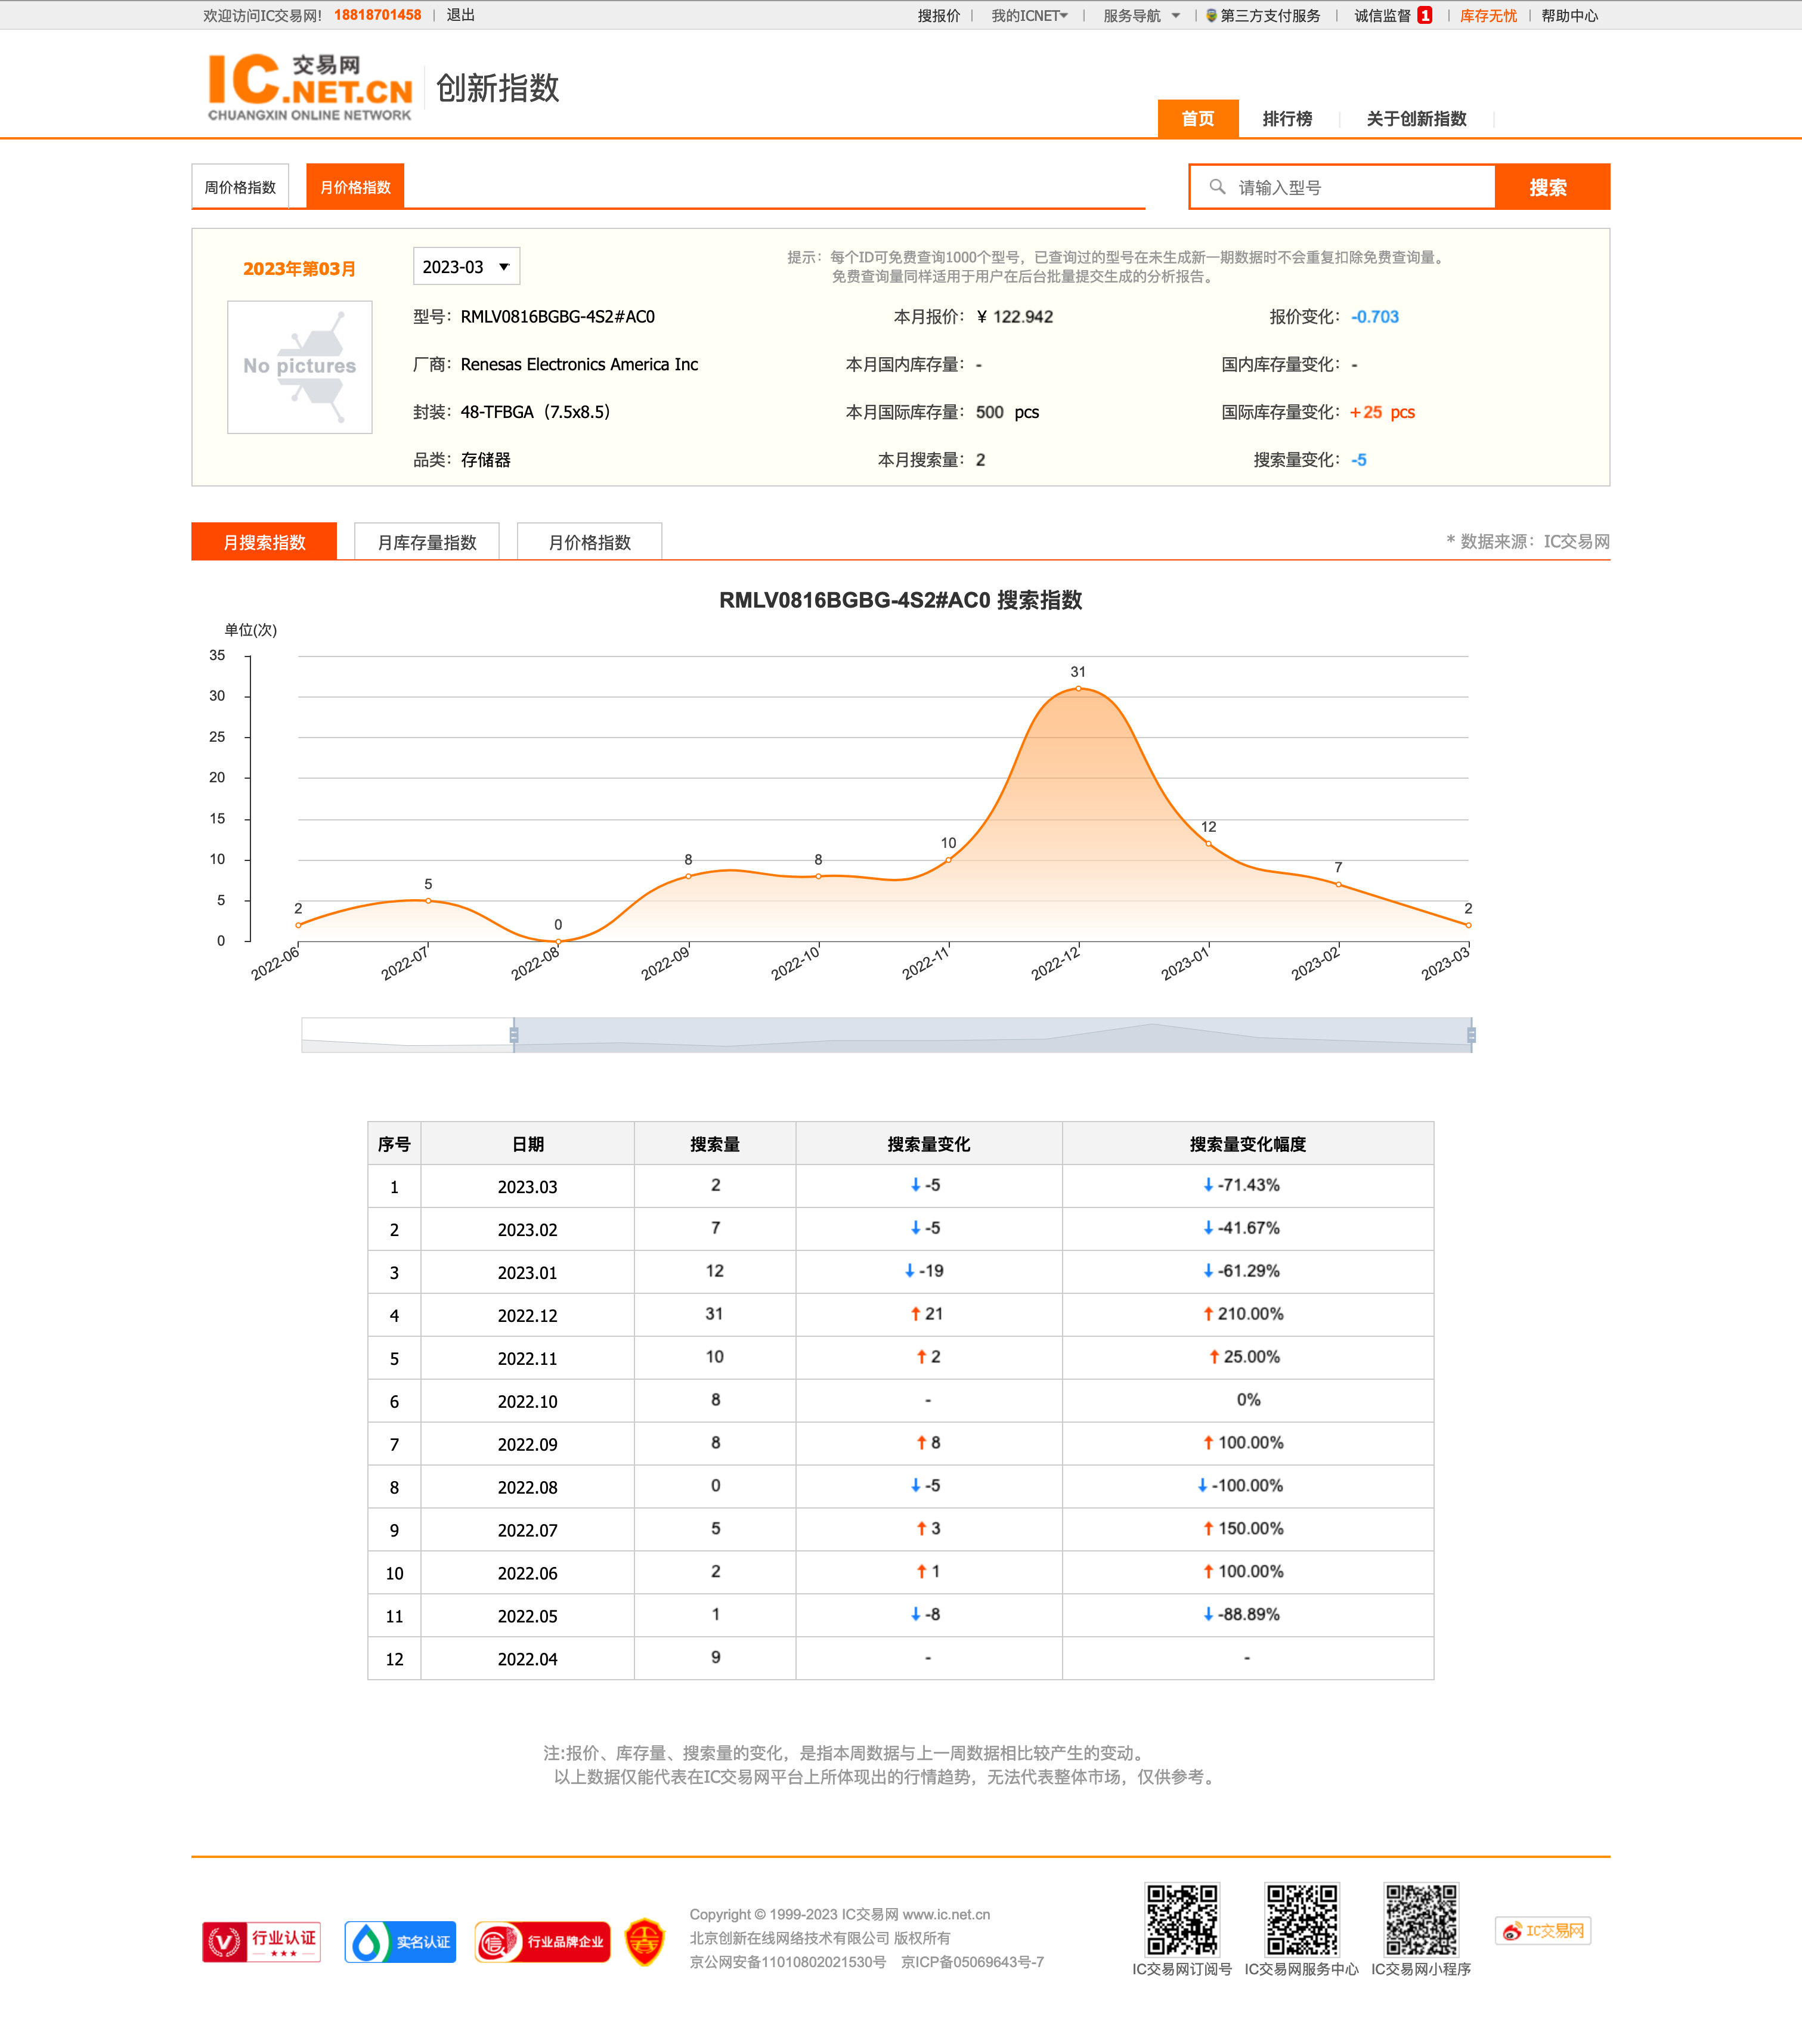 欢迎访问IC交易网! 18818701458 | 退出 搜报价 | 我的ICNET | 服务导航 | 第三方支付服务 | 诚信监督 1 | 库存无忧 | 帮助中心
IC 交易网 .NET.CN
CHUANGXIN ONLINE NETWORK
创新指数
首页 排行榜 关于创新指数
周价格指数 月价格指数 请输入型号 搜索
2023年第03月 2023-03 提示：每个ID可免费查询1000个型号，已查询过的型号在未生成新一期数据时不会重复扣除免费查询量。
免费查询量同样适用于用户在后台批量提交生成的分析报告。
No pictures
型号：RMLV0816BGBG-4S2#AC0 本月报价：¥ 122.942 报价变化：-0.703
厂商：Renesas Electronics America Inc 本月国内库存量：- 国内库存量变化：-
封装：48-TFBGA（7.5x8.5） 本月国际库存量：500 pcs 国际库存量变化：+25 pcs
品类：存储器 本月搜索量：2 搜索量变化：-5
月搜索指数 月库存量指数 月价格指数 * 数据来源：IC交易网
RMLV0816BGBG-4S2#AC0 搜索指数
单位(次)
35
30
25
20
15
10
5
0
2 5 0 8 8 10 31 12 7 2
2022-06 2022-07 2022-08 2022-09 2022-10 2022-11 2022-12 2023-01 2023-02 2023-03
序号 日期 搜索量 搜索量变化 搜索量变化幅度
1 2023.03 2 ↓ -5 ↓ -71.43%
2 2023.02 7 ↓ -5 ↓ -41.67%
3 2023.01 12 ↓ -19 ↓ -61.29%
4 2022.12 31 ↑ 21 ↑ 210.00%
5 2022.11 10 ↑ 2 ↑ 25.00%
6 2022.10 8 - 0%
7 2022.09 8 ↑ 8 ↑ 100.00%
8 2022.08 0 ↓ -5 ↓ -100.00%
9 2022.07 5 ↑ 3 ↑ 150.00%
10 2022.06 2 ↑ 1 ↑ 100.00%
11 2022.05 1 ↓ -8 ↓ -88.89%
12 2022.04 9 - -
注:报价、库存量、搜索量的变化，是指本周数据与上一周数据相比较产生的变动。
以上数据仅能代表在IC交易网平台上所体现出的行情趋势，无法代表整体市场，仅供参考。
行业认证
实名认证
信 行业品牌企业
Copyright © 1999-2023 IC交易网 www.ic.net.cn
北京创新在线网络技术有限公司 版权所有
京公网安备11010802021530号 京ICP备05069643号-7
IC交易网订阅号 IC交易网服务中心 IC交易网小程序
IC交易网